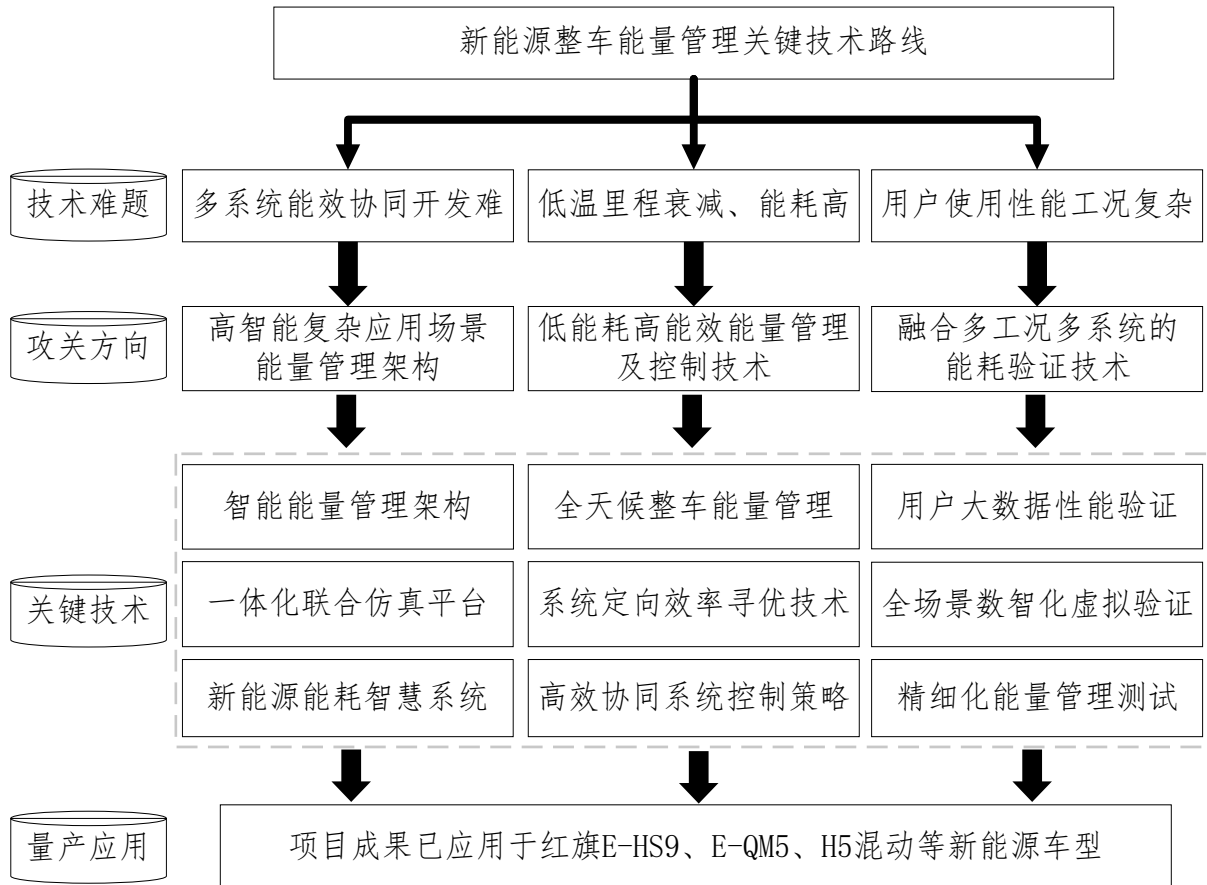 新能源整车能量管理关键技术路线
技术难题
多系统能效协同开发难
低温里程衰减、能耗高
用户使用性能工况复杂
攻关方向
高智能复杂应用场景
能量管理架构
低能耗高能效能量管理
及控制技术
融合多工况多系统的
能耗验证技术
关键技术
智能能量管理架构
全天候整车能量管理
用户大数据性能验证
一体化联合仿真平台
系统定向效率寻优技术
全场景数智化虚拟验证
新能源能耗智慧系统
高效协同系统控制策略
精细化能量管理测试
量产应用
项目成果已应用于红旗E-HS9、E-QM5、H5混动等新能源车型